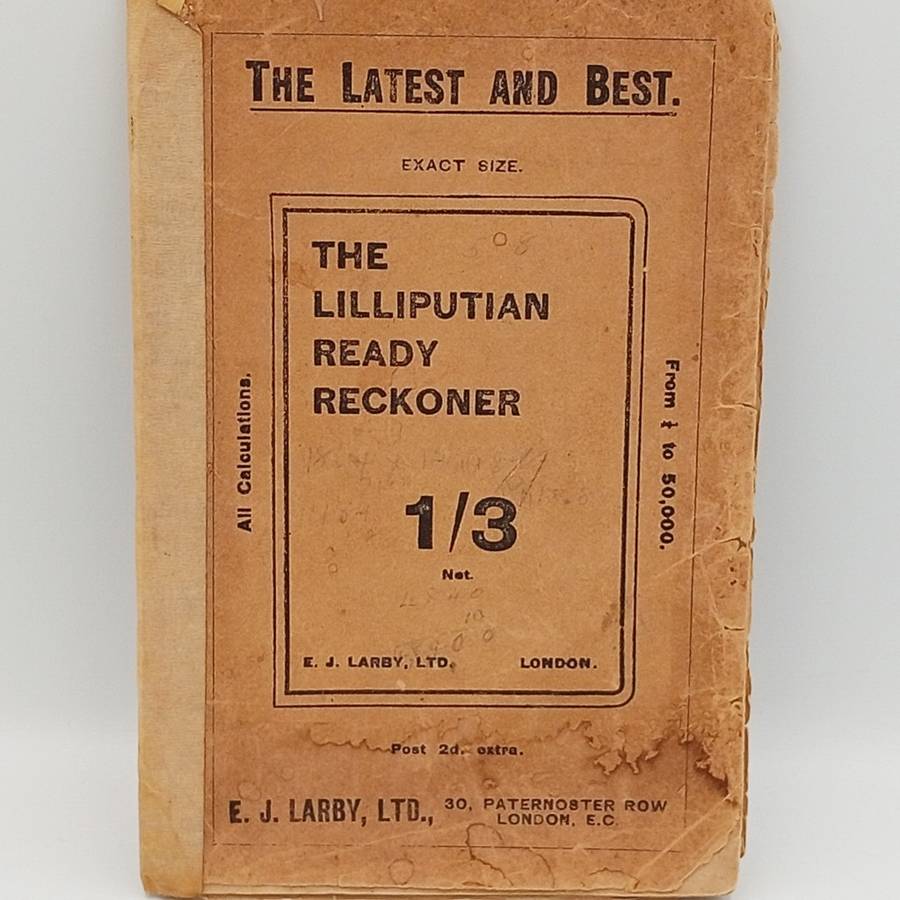 THE LATEST AND BEST.
EXACT SIZE.
THE
LILLIPUTIAN
READY
RECKONER
1/3
Net.
E. J. LARBY, LTD. LONDON.
All Calculations.
From ¼ to 50,000.
Post 2d. extra.
E. J. LARBY, LTD., 30, PATERNOSTER ROW
LONDON, E.C.